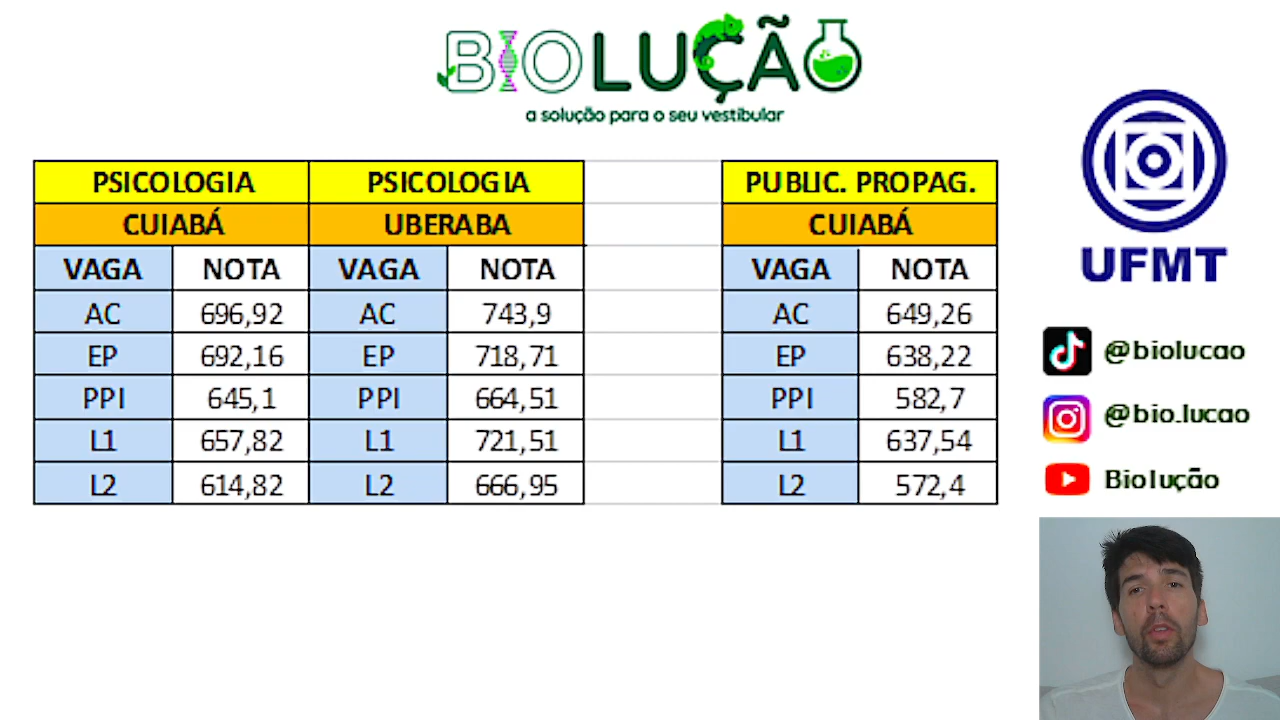 BIOLUÇÃO
a solução para o seu vestibular
PSICOLOGIA PSICOLOGIA PUBLIC. PROPAG.
CUIABÁ UBERABA CUIABÁ
VAGA NOTA VAGA NOTA VAGA NOTA
AC 696,92 AC 743,9 AC 649,26
EP 692,16 EP 718,71 EP 638,22
PPI 645,1 PPI 664,51 PPI 582,7
L1 657,82 L1 721,51 L1 637,54
L2 614,82 L2 666,95 L2 572,4
UFMT
@biolucao
@bio.lucao
Biolução